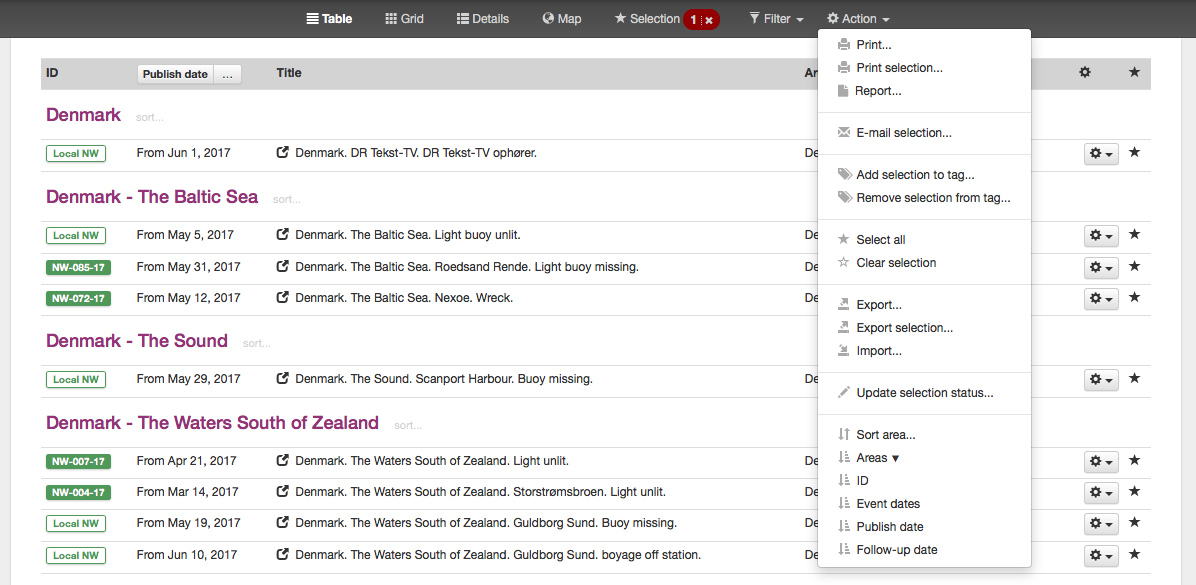 Table Grid Details Map Selection 1 Filter Action
ID Publish date ... Title Ar
Denmark sort...
Local NW From Jun 1, 2017 Denmark. DR Tekst-TV. DR Tekst-TV ophører. De
Denmark - The Baltic Sea sort...
Local NW From May 5, 2017 Denmark. The Baltic Sea. Light buoy unlit. De
NW-085-17 From May 31, 2017 Denmark. The Baltic Sea. Roedsand Rende. Light buoy missing. De
NW-072-17 From May 12, 2017 Denmark. The Baltic Sea. Nexoe. Wreck. De
Denmark - The Sound sort...
Local NW From May 29, 2017 Denmark. The Sound. Scanport Harbour. Buoy missing. De
Denmark - The Waters South of Zealand sort...
NW-007-17 From Apr 21, 2017 Denmark. The Waters South of Zealand. Light unlit. De
NW-004-17 From Mar 14, 2017 Denmark. The Waters South of Zealand. Storstrømsbroen. Light unlit. De
Local NW From May 19, 2017 Denmark. The Waters South of Zealand. Guldborg Sund. Buoy missing. De
Local NW From Jun 10, 2017 Denmark. The Waters South of Zealand. Guldborg Sund. boyage off station. De
Print...
Print selection...
Report...
E-mail selection...
Add selection to tag...
Remove selection from tag...
Select all
Clear selection
Export...
Export selection...
Import...
Update selection status...
Sort area...
Areas ▾
ID
Event dates
Publish date
Follow-up date